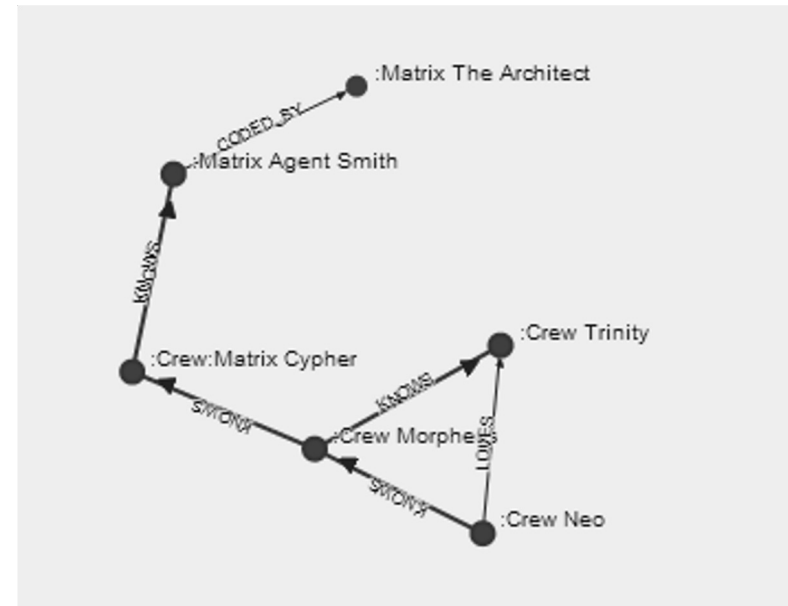 :Matrix The Architect
CODED_BY
:Matrix Agent Smith
KNOWS
:Crew Trinity
:Crew:Matrix Cypher
KNOWS
KNOWS
:Crew Morpheus
LOVES
KNOWS
:Crew Neo